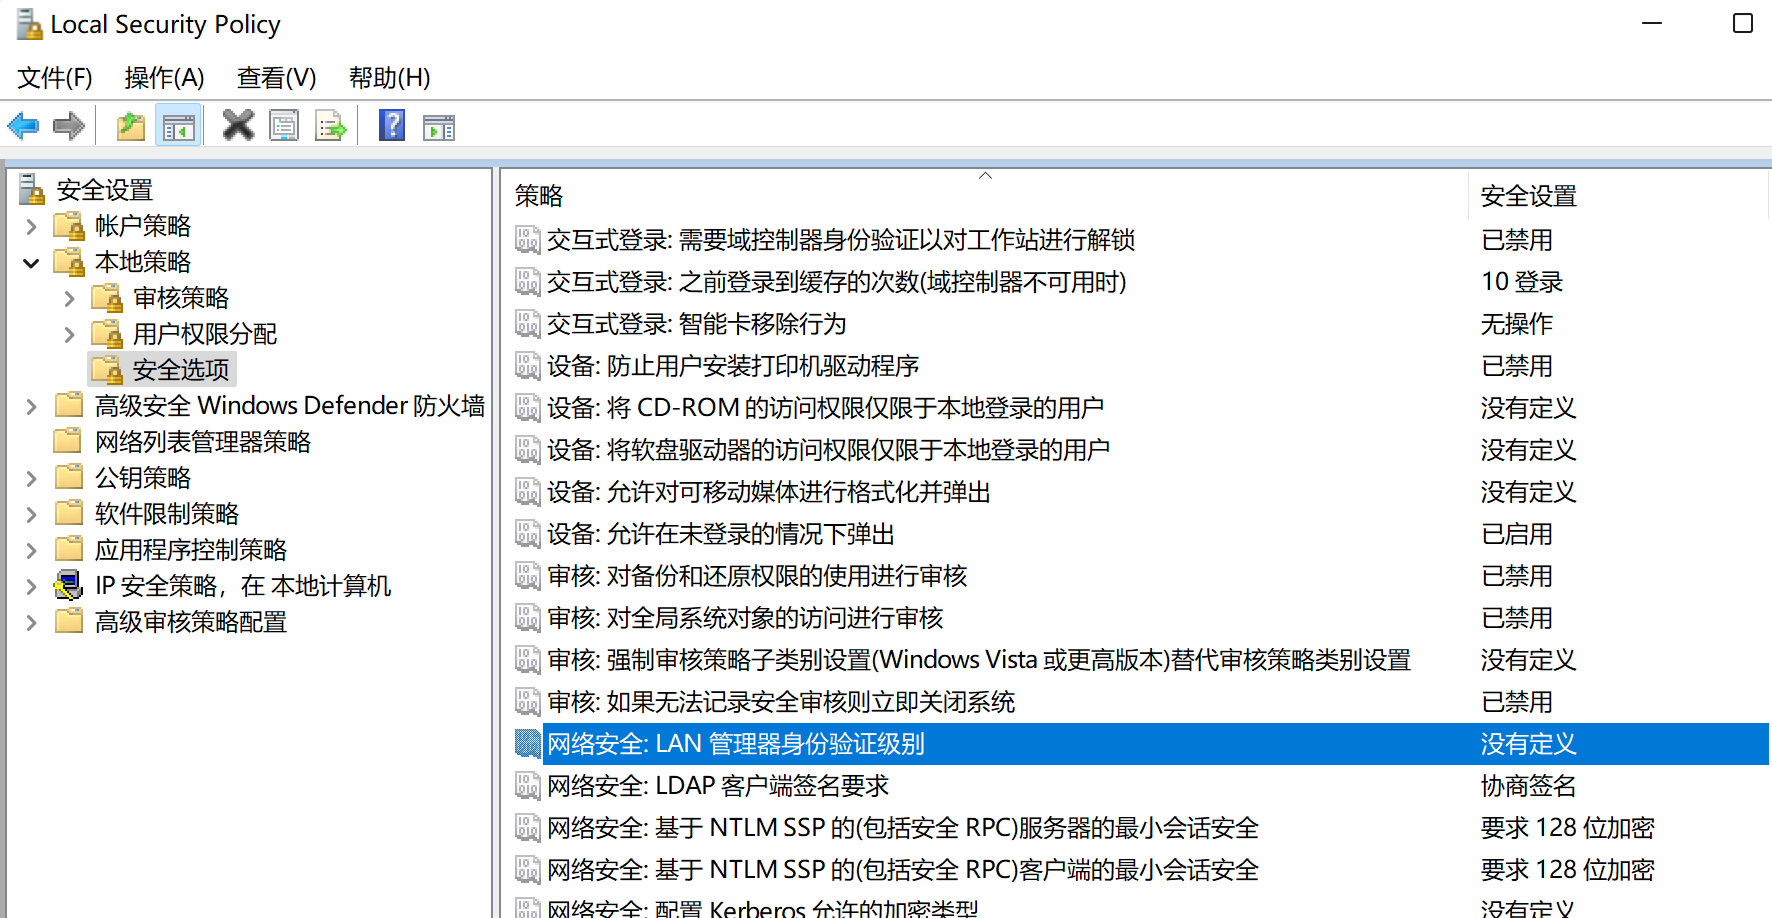 Local Security Policy
文件(F) 操作(A) 查看(V) 帮助(H)
安全设置
帐户策略
本地策略
审核策略
用户权限分配
安全选项
高级安全 Windows Defender 防火墙
网络列表管理器策略
公钥策略
软件限制策略
应用程序控制策略
IP 安全策略，在 本地计算机
高级审核策略配置
策略 安全设置
交互式登录: 需要域控制器身份验证以对工作站进行解锁 已禁用
交互式登录: 之前登录到缓存的次数(域控制器不可用时) 10 登录
交互式登录: 智能卡移除行为 无操作
设备: 防止用户安装打印机驱动程序 已禁用
设备: 将 CD-ROM 的访问权限仅限于本地登录的用户 没有定义
设备: 将软盘驱动器的访问权限仅限于本地登录的用户 没有定义
设备: 允许对可移动媒体进行格式化并弹出 没有定义
设备: 允许在未登录的情况下弹出 已启用
审核: 对备份和还原权限的使用进行审核 已禁用
审核: 对全局系统对象的访问进行审核 已禁用
审核: 强制审核策略子类别设置(Windows Vista 或更高版本)替代审核策略类别设置 没有定义
审核: 如果无法记录安全审核则立即关闭系统 已禁用
网络安全: LAN 管理器身份验证级别 没有定义
网络安全: LDAP 客户端签名要求 协商签名
网络安全: 基于 NTLM SSP 的(包括安全 RPC)服务器的最小会话安全 要求 128 位加密
网络安全: 基于 NTLM SSP 的(包括安全 RPC)客户端的最小会话安全 要求 128 位加密
网络安全: 配置 Kerberos 允许的加密类型 没有定义